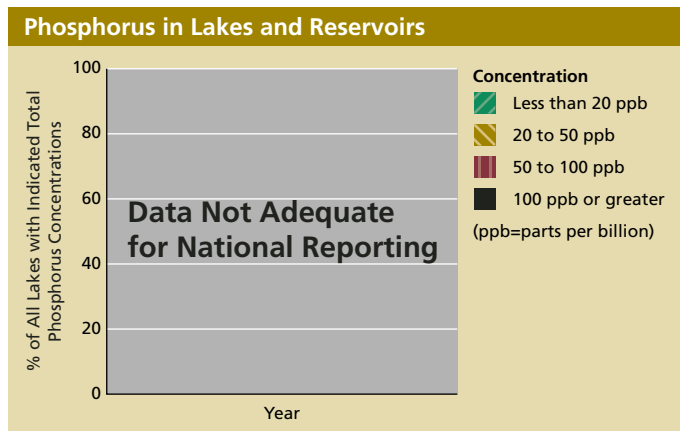 Phosphorus in Lakes and Reservoirs
% of All Lakes with Indicated Total
Phosphorus Concentrations
100
80
60
40
20
0
Data Not Adequate
for National Reporting
Year
Concentration
Less than 20 ppb
20 to 50 ppb
50 to 100 ppb
100 ppb or greater
(ppb=parts per billion)